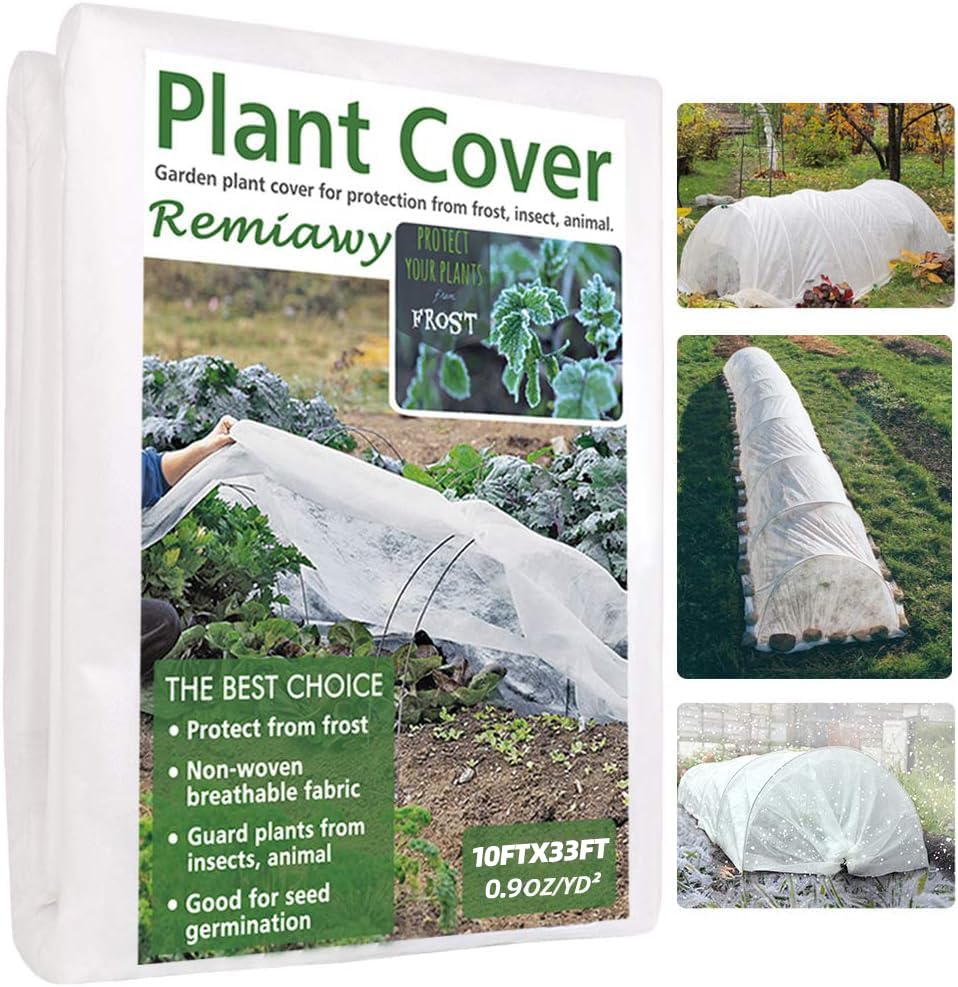 Plant Cover
Garden plant cover for protection from frost, insect, animal.
Remiawy
PROTECT
YOUR PLANTS
from
FROST
THE BEST CHOICE
• Protect from frost
• Non-woven
breathable fabric
• Guard plants from
insects, animal
• Good for seed
germination
10FTX33FT
0.9OZ/YD²